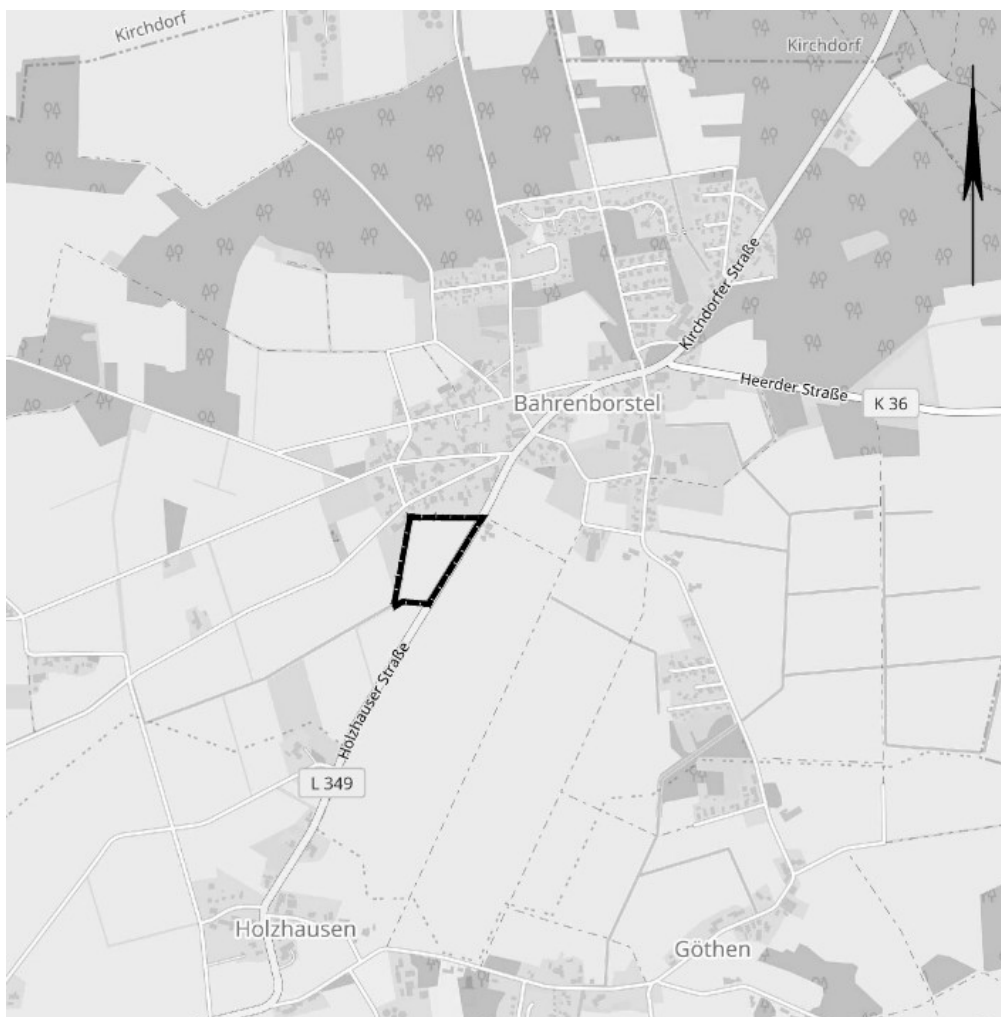 Kirchdorf
Kirchdorf
Kirchdorfer Straße
Heerder Straße
K 36
Bahrenborstel
Holzhauser Straße
L 349
Holzhausen
Göthen